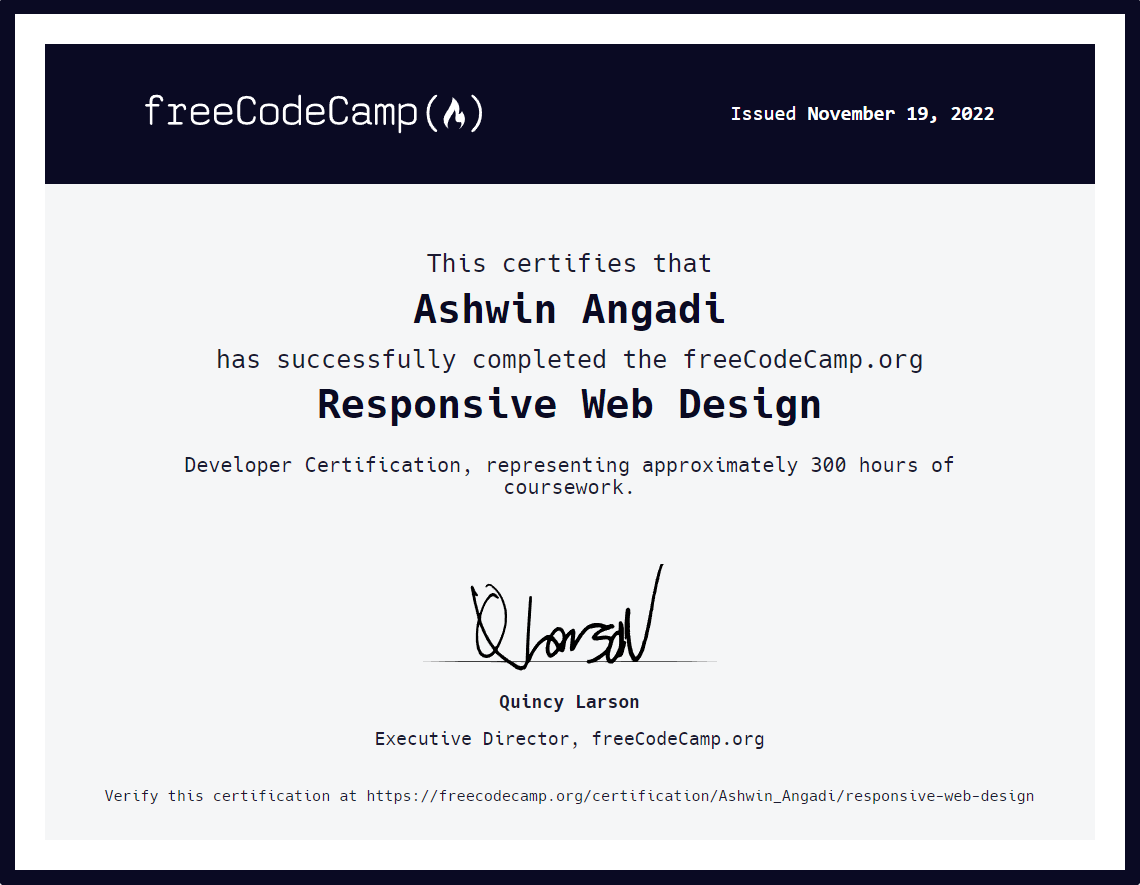 freeCodeCamp(🔥)
Issued November 19, 2022
This certifies that
Ashwin Angadi
has successfully completed the freeCodeCamp.org
Responsive Web Design
Developer Certification, representing approximately 300 hours of
coursework.
QLarson
Quincy Larson
Executive Director, freeCodeCamp.org
Verify this certification at https://freecodecamp.org/certification/Ashwin_Angadi/responsive-web-design